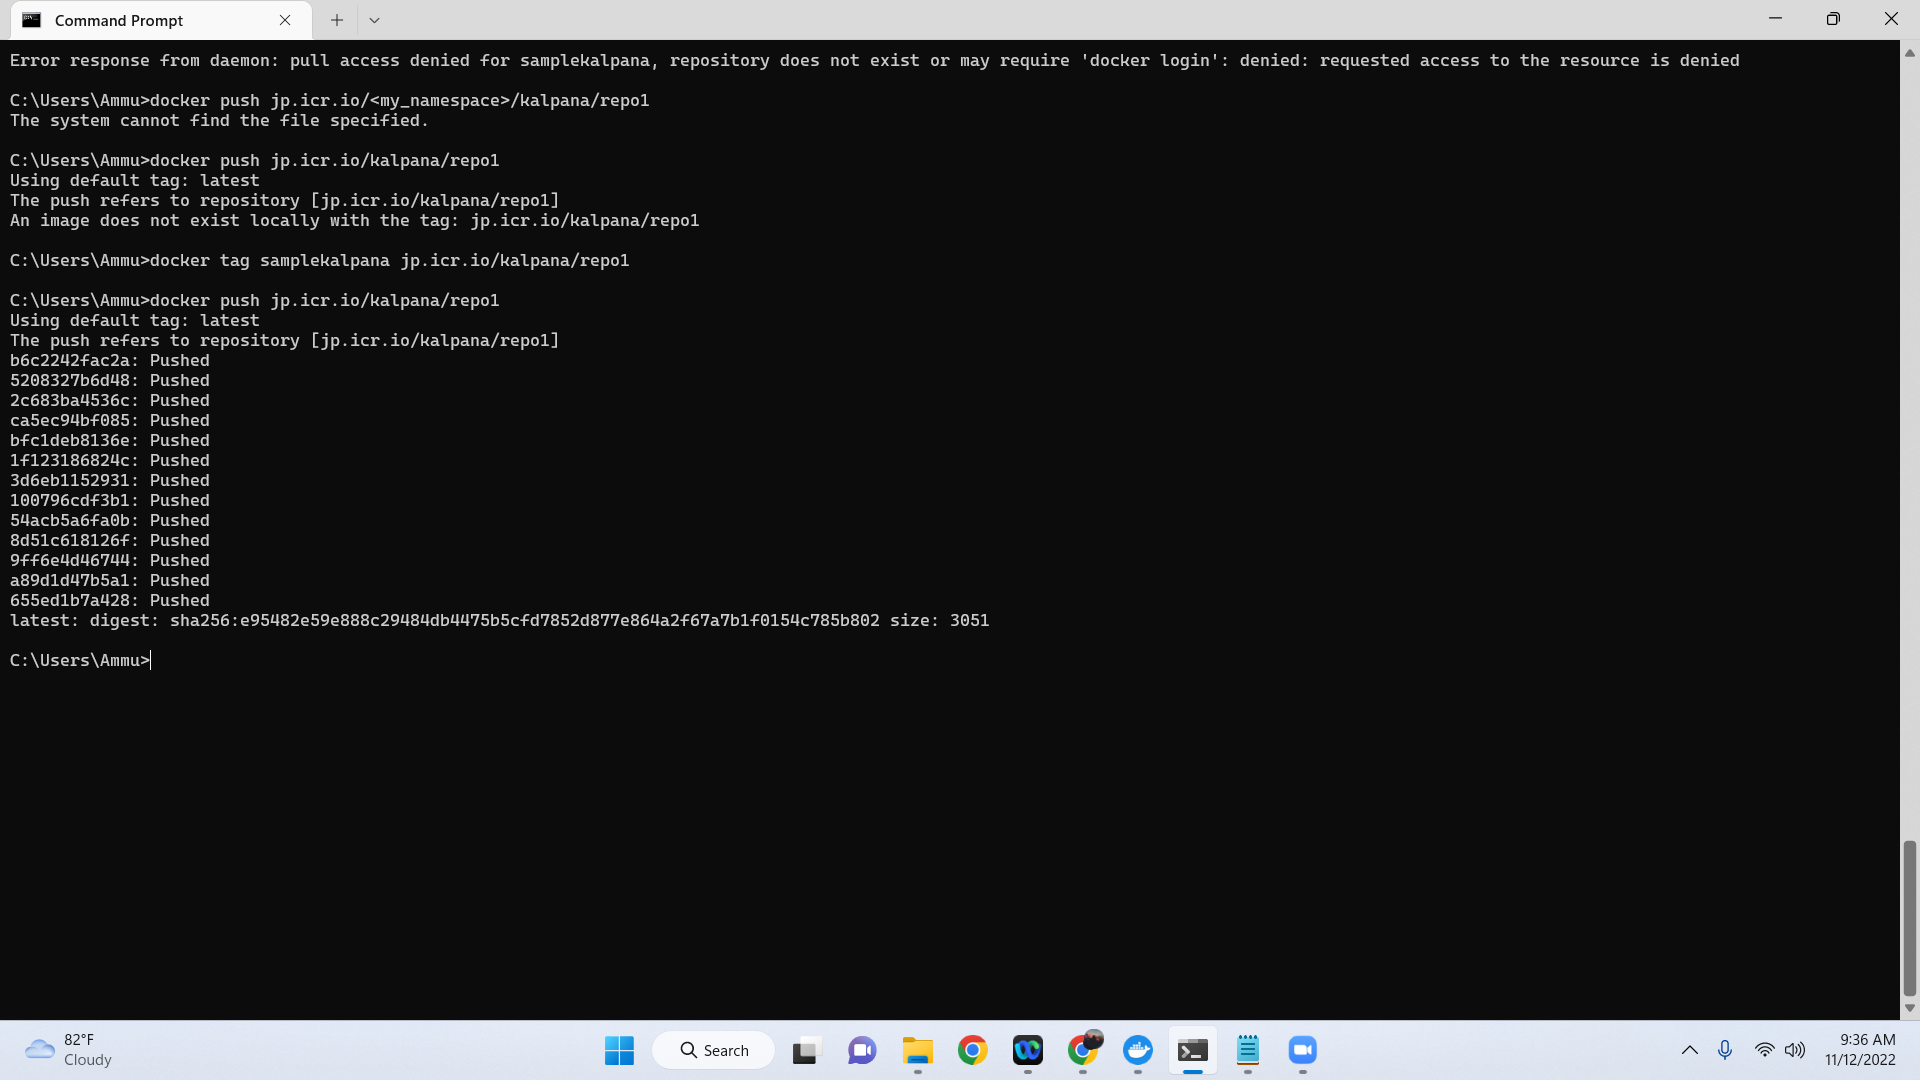 Command Prompt
Error response from daemon: pull access denied for samplekalpana, repository does not exist or may require 'docker login': denied: requested access to the resource is denied
C:\Users\Ammu>docker push jp.icr.io/<my_namespace>/kalpana/repo1
The system cannot find the file specified.
C:\Users\Ammu>docker push jp.icr.io/kalpana/repo1
Using default tag: latest
The push refers to repository [jp.icr.io/kalpana/repo1]
An image does not exist locally with the tag: jp.icr.io/kalpana/repo1
C:\Users\Ammu>docker tag samplekalpana jp.icr.io/kalpana/repo1
C:\Users\Ammu>docker push jp.icr.io/kalpana/repo1
Using default tag: latest
The push refers to repository [jp.icr.io/kalpana/repo1]
b6c2242fac2a: Pushed
5208327b6d48: Pushed
2c683ba4536c: Pushed
ca5ec94bf085: Pushed
bfc1deb8136e: Pushed
1f123186824c: Pushed
3d6eb1152931: Pushed
100796cdf3b1: Pushed
54acb5a6fa0b: Pushed
8d51c618126f: Pushed
9ff6e4d46744: Pushed
a89d1d47b5a1: Pushed
655ed1b7a428: Pushed
latest: digest: sha256:e95482e59e888c29484db4475b5cfd7852d877e864a2f67a7b1f0154c785b802 size: 3051
C:\Users\Ammu>
82°F
Cloudy
Search
9:36 AM
11/12/2022